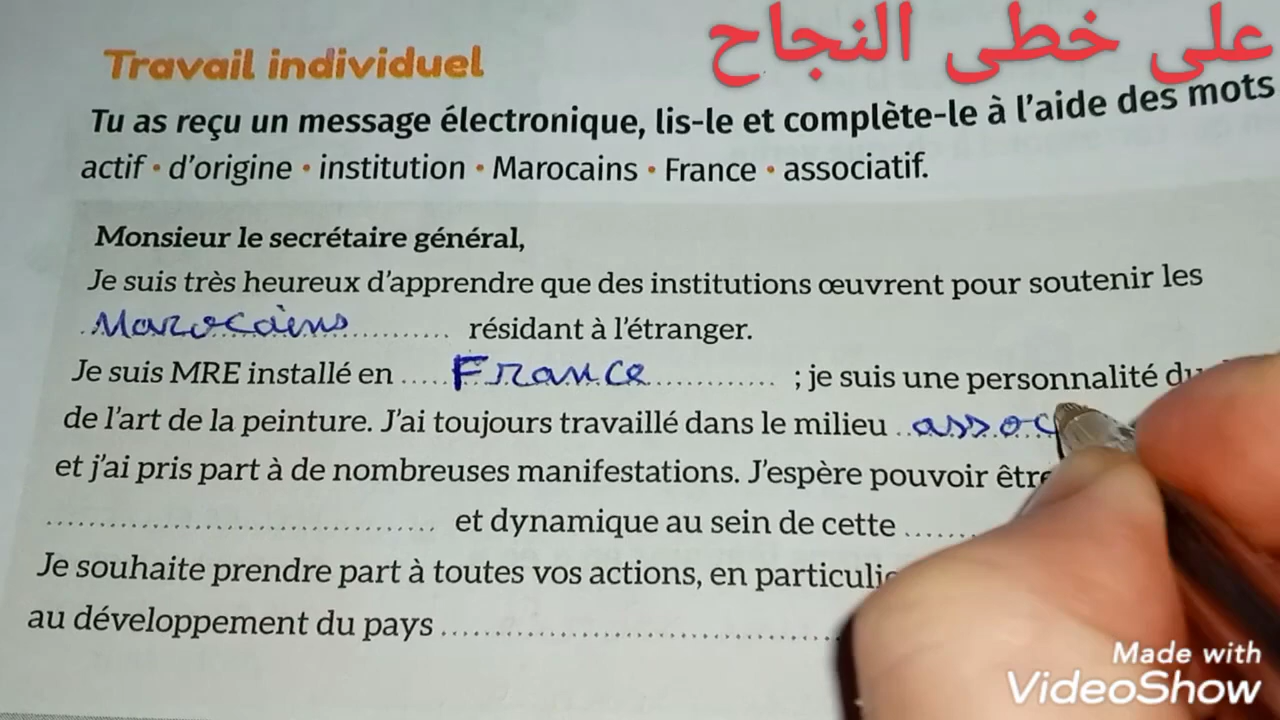 على خطى النجاح
Travail individuel
Tu as reçu un message électronique, lis-le et complète-le à l'aide des mots
actif • d'origine • institution • Marocains • France • associatif.
Monsieur le secrétaire général,
Je suis très heureux d'apprendre que des institutions œuvrent pour soutenir les
Marocains résidant à l'étranger.
Je suis MRE installé en France ; je suis une personnalité du
de l'art de la peinture. J'ai toujours travaillé dans le milieu assoc
et j'ai pris part à de nombreuses manifestations. J'espère pouvoir être
et dynamique au sein de cette
Je souhaite prendre part à toutes vos actions, en
au développement du pays
Made with
VideoShow